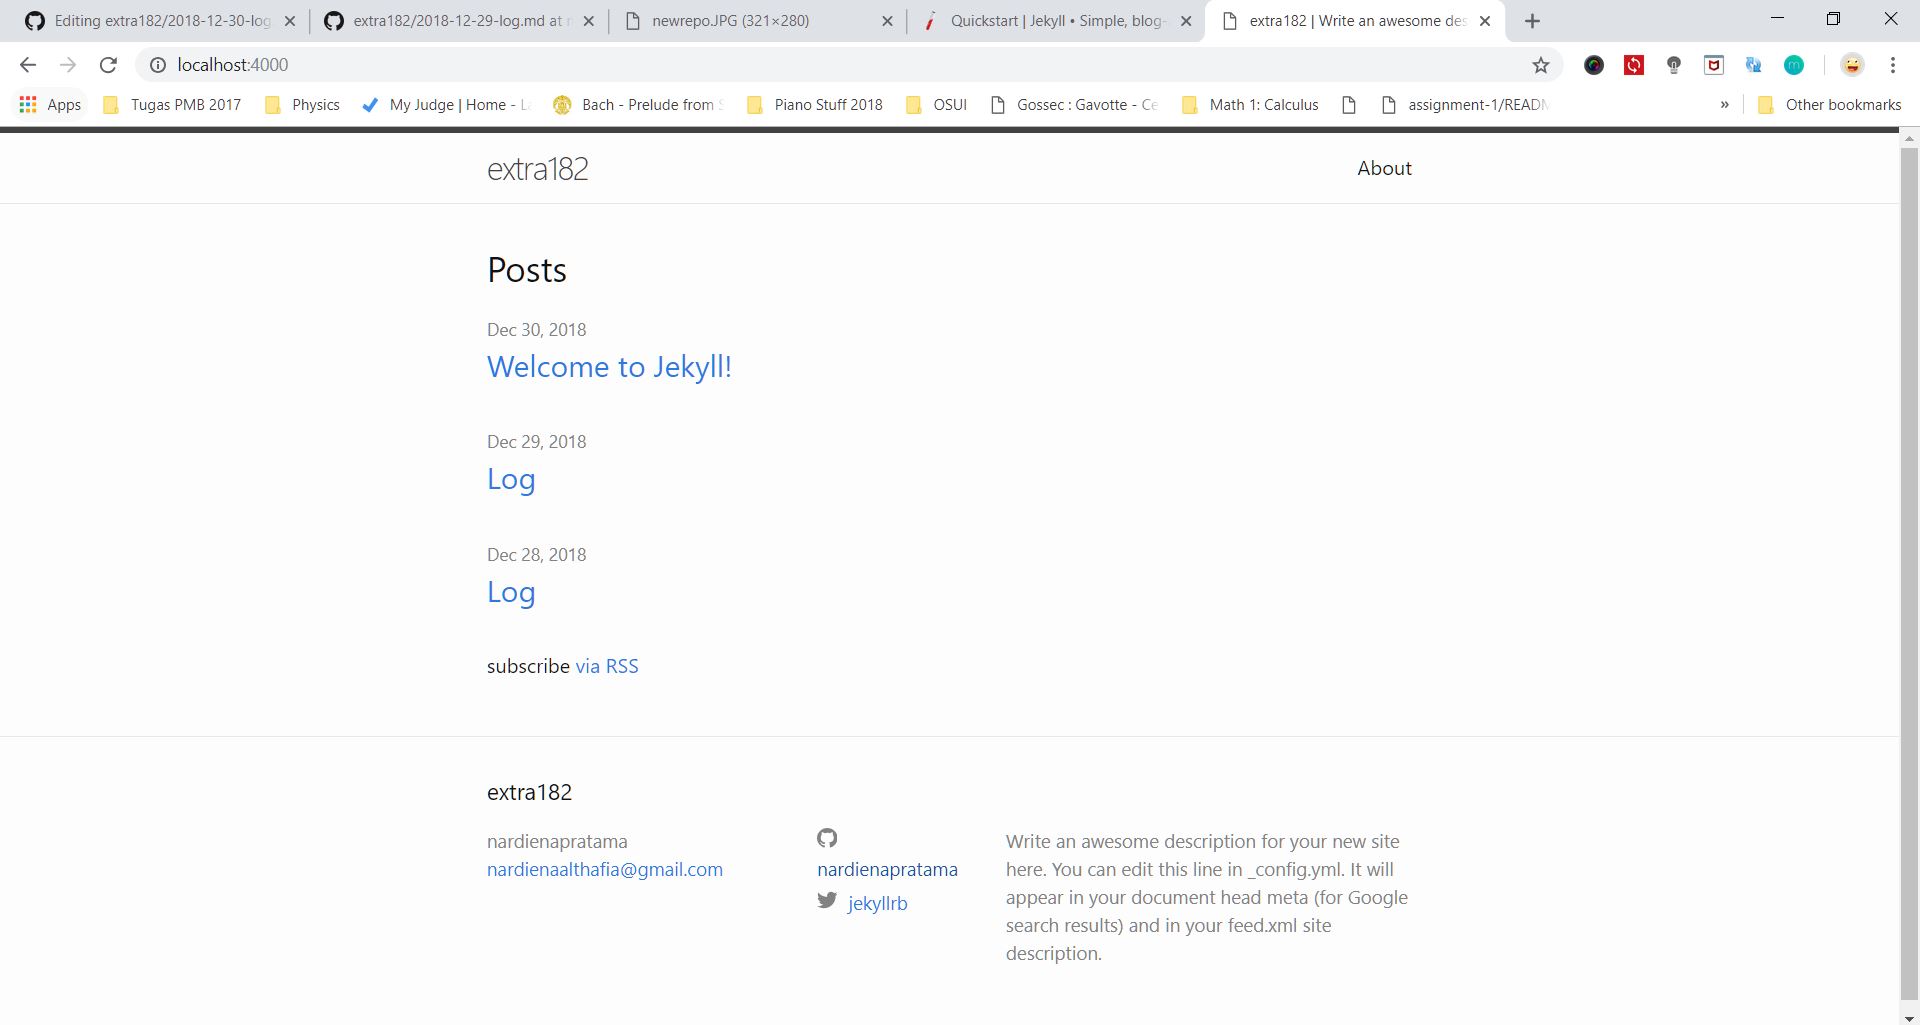 Editing extra182/2018-12-30-log
extra182/2018-12-29-log.md at
newrepo.JPG (321×280)
Quickstart | Jekyll • Simple, blog-
extra182 | Write an awesome des
localhost:4000
Apps
Tugas PMB 2017
Physics
My Judge | Home - L
Bach - Prelude from
Piano Stuff 2018
OSUI
Gossec : Gavotte - Ce
Math 1: Calculus
assignment-1/READM
»
Other bookmarks
extra182
About
Posts
Dec 30, 2018
Welcome to Jekyll!
Dec 29, 2018
Log
Dec 28, 2018
Log
subscribe via RSS
extra182
nardienapratama
nardienaalthafia@gmail.com
nardienapratama
jekyllrb
Write an awesome description for your new site
here. You can edit this line in _config.yml. It will
appear in your document head meta (for Google
search results) and in your feed.xml site
description.